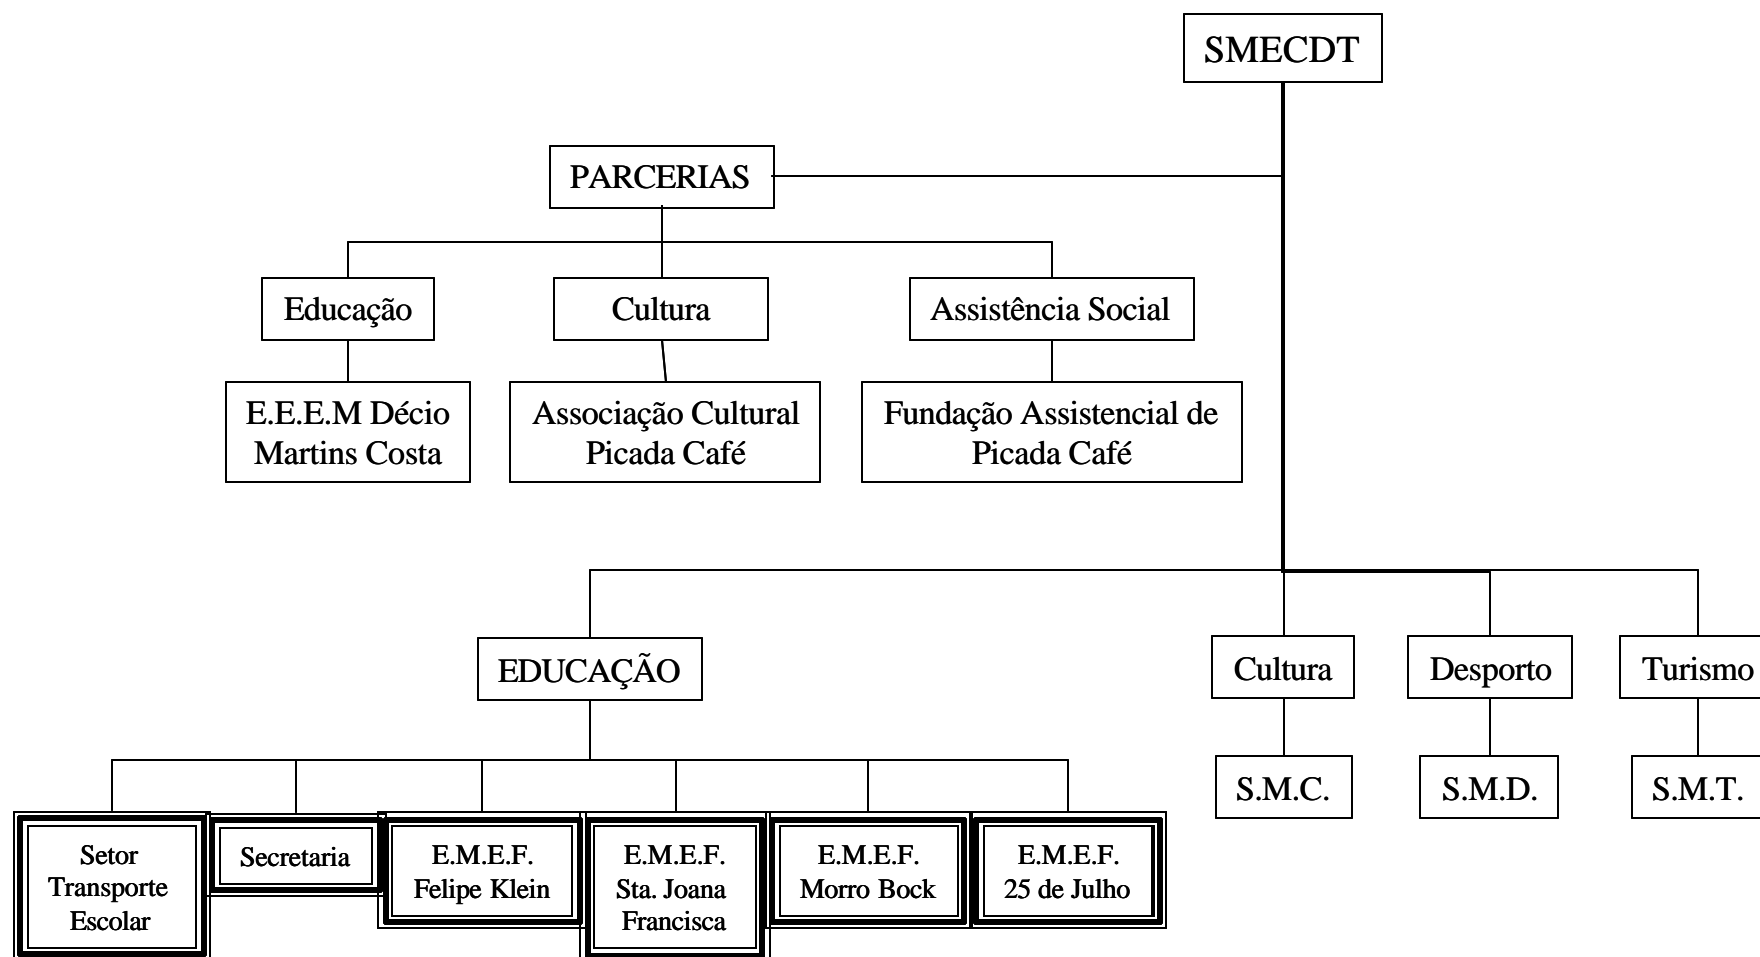 SMECDT
PARCERIAS
Educação
Cultura
Assistência Social
E.E.E.M Décio
Martins Costa
Associação Cultural
Picada Café
Fundação Assistencial de
Picada Café
EDUCAÇÃO
Cultura
Desporto
Turismo
S.M.C.
S.M.D.
S.M.T.
Setor
Transporte
Escolar
Secretaria
E.M.E.F.
Felipe Klein
E.M.E.F.
Sta. Joana
Francisca
E.M.E.F.
Morro Bock
E.M.E.F.
25 de Julho